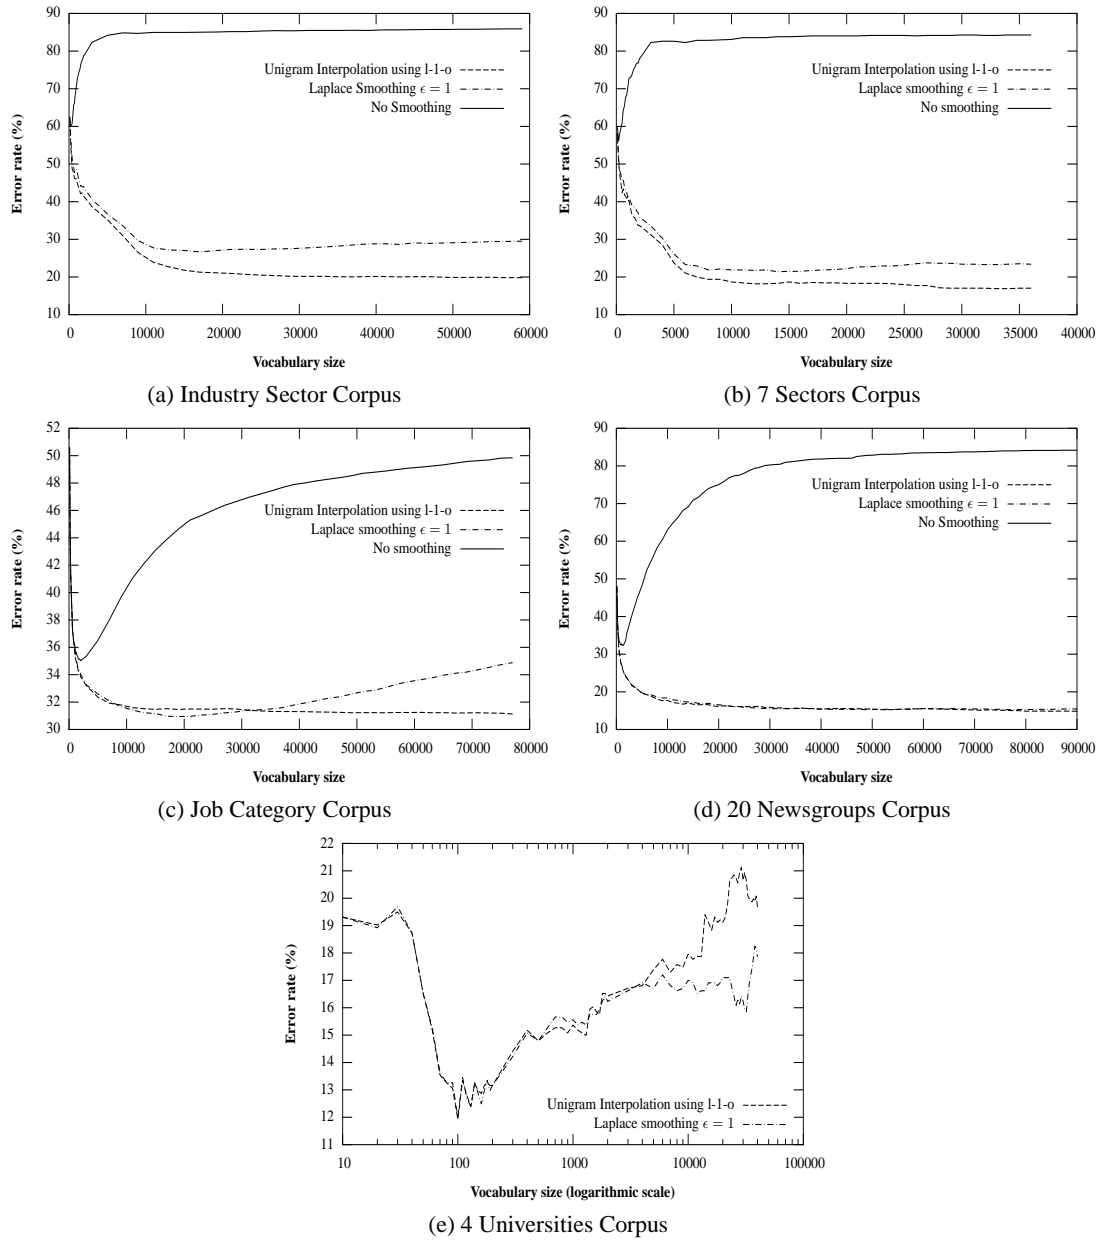 90
80
70
60
50
40
30
20
10
Error rate (%)
Unigram Interpolation using l-1-o
Laplace Smoothing ϵ = 1
No Smoothing
0 10000 20000 30000 40000 50000 60000
Vocabulary size
(a) Industry Sector Corpus
90
80
70
60
50
40
30
20
10
Error rate (%)
Unigram Interpolation using l-1-o
Laplace smoothing ϵ = 1
No Smoothing
0 5000 10000 15000 20000 25000 30000 35000 40000
Vocabulary size
(b) 7 Sectors Corpus
52
50
48
46
44
42
40
38
36
34
32
30
Error rate (%)
Unigram Interpolation using l-1-o
Laplace smoothing ϵ = 1
No smoothing
0 10000 20000 30000 40000 50000 60000 70000 80000
Vocabulary size
(c) Job Category Corpus
90
80
70
60
50
40
30
20
10
Error rate (%)
Unigram Interpolation using l-1-o
Laplace smoothing ϵ = 1
No Smoothing
0 10000 20000 30000 40000 50000 60000 70000 80000 90000
Vocabulary size
(d) 20 Newsgroups Corpus
22
21
20
19
18
17
16
15
14
13
12
11
Error rate (%)
Unigram Interpolation using l-1-o
Laplace smoothing ϵ = 1
10 100 1000 10000 100000
Vocabulary size (logarithmic scale)
(e) 4 Universities Corpus